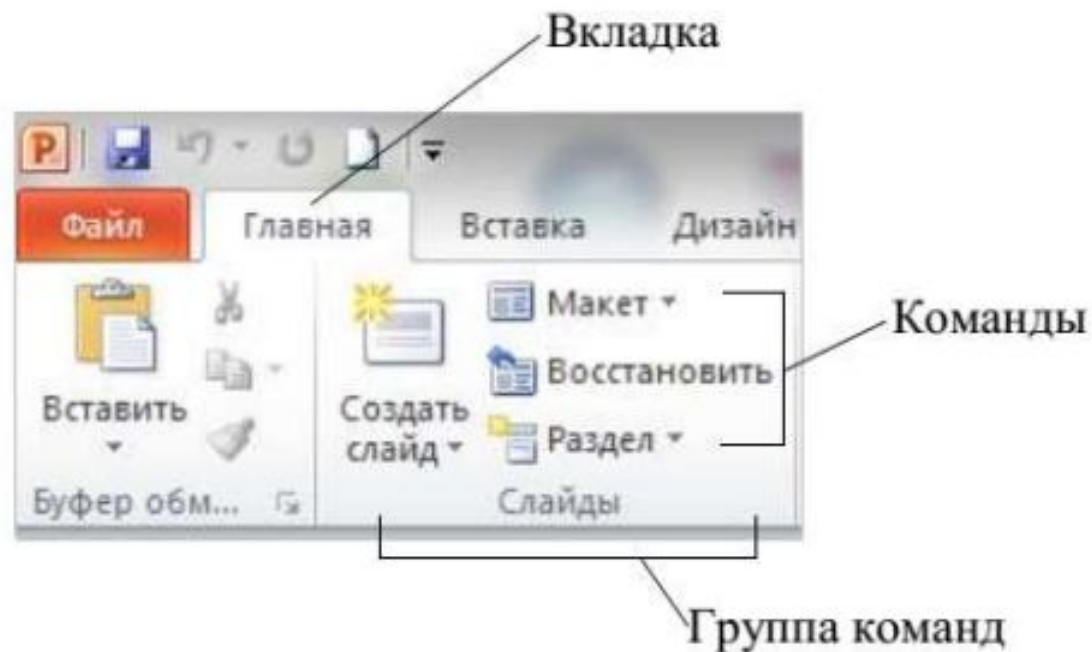 Вкладка
P
Файл Главная Вставка Дизайн
Макет
Команды
Восстановить
Вставить Создать слайд Раздел
Буфер обм... Слайды
Группа команд